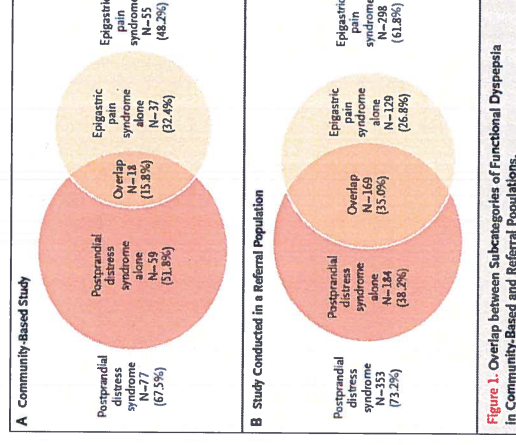 A Community-Based Study
Postprandial
distress
syndrome
N=77
(67.5%)
Postprandial
distress
syndrome
alone
N=59
(51.8%)
Overlap
N=18
(15.8%)
Epigastric
pain
syndrome
alone
N=37
(32.4%)
Epigastric
pain
syndrome
N=55
(48.2%)
B Study Conducted in a Referral Population
Postprandial
distress
syndrome
N=353
(73.2%)
Postprandial
distress
syndrome
alone
N=184
(38.2%)
Overlap
N=169
(35.0%)
Epigastric
pain
syndrome
alone
N=129
(26.8%)
Epigastric
pain
syndrome
N=298
(61.8%)
Figure 1. Overlap between Subcategories of Functional Dyspepsia
in Community-Based and Referral Populations.